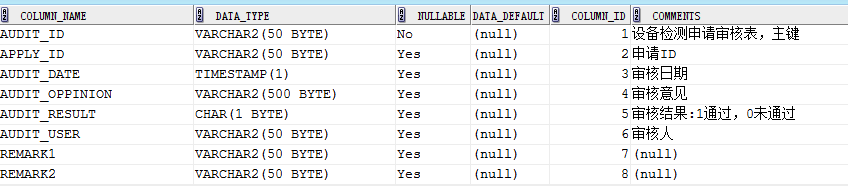 COLUMN_NAME DATA_TYPE NULLABLE DATA_DEFAULT COLUMN_ID COMMENTS
AUDIT_ID VARCHAR2(50 BYTE) No (null) 1 设备检测申请审核表,主键
APPLY_ID VARCHAR2(50 BYTE) Yes (null) 2 申请ID
AUDIT_DATE TIMESTAMP(1) Yes (null) 3 审核日期
AUDIT_OPPINION VARCHAR2(500 BYTE) Yes (null) 4 审核意见
AUDIT_RESULT CHAR(1 BYTE) Yes (null) 5 审核结果:1通过,0未通过
AUDIT_USER VARCHAR2(50 BYTE) Yes (null) 6 审核人
REMARK1 VARCHAR2(50 BYTE) Yes (null) 7 (null)
REMARK2 VARCHAR2(50 BYTE) Yes (null) 8 (null)